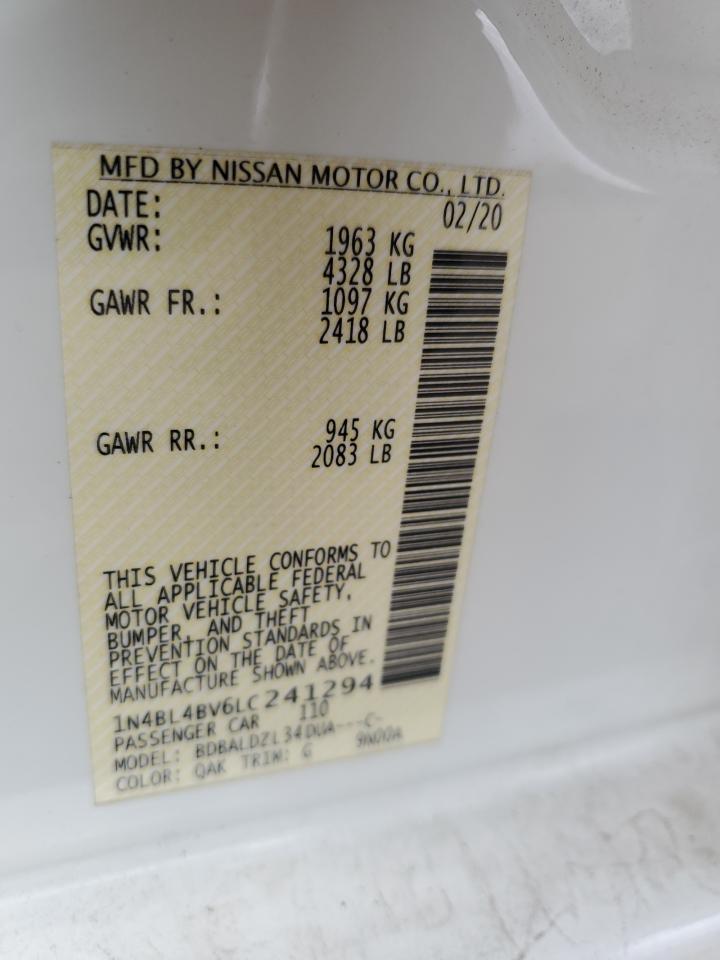 MFD BY NISSAN MOTOR CO., LTD.
DATE: 02/20
GVWR: 1963 KG
4328 LB
GAWR FR.: 1097 KG
2418 LB
GAWR RR.: 945 KG
2083 LB
THIS VEHICLE CONFORMS TO
ALL APPLICABLE FEDERAL
MOTOR VEHICLE SAFETY,
BUMPER, AND THEFT
PREVENTION STANDARDS IN
EFFECT ON THE DATE OF
MANUFACTURE SHOWN ABOVE.
1N4BL4BV6LC241294
PASSENGER CAR 110
MODEL: BDBALDZL34DUA---C-
COLOR: QAK TRIM: G